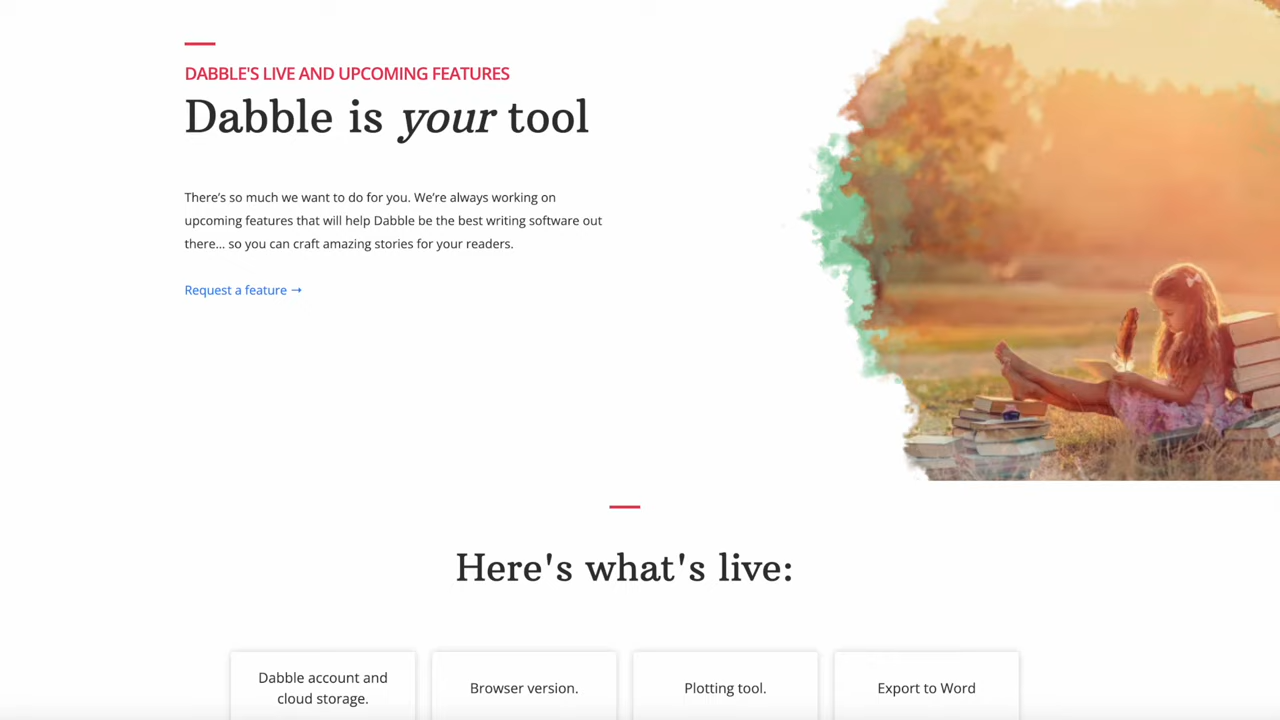 DABBLE'S LIVE AND UPCOMING FEATURES
Dabble is your tool
There’s so much we want to do for you. We’re always working on
upcoming features that will help Dabble be the best writing software out
there... so you can craft amazing stories for your readers.
Request a feature →
Here's what's live:
Dabble account and
cloud storage.
Browser version.
Plotting tool.
Export to Word